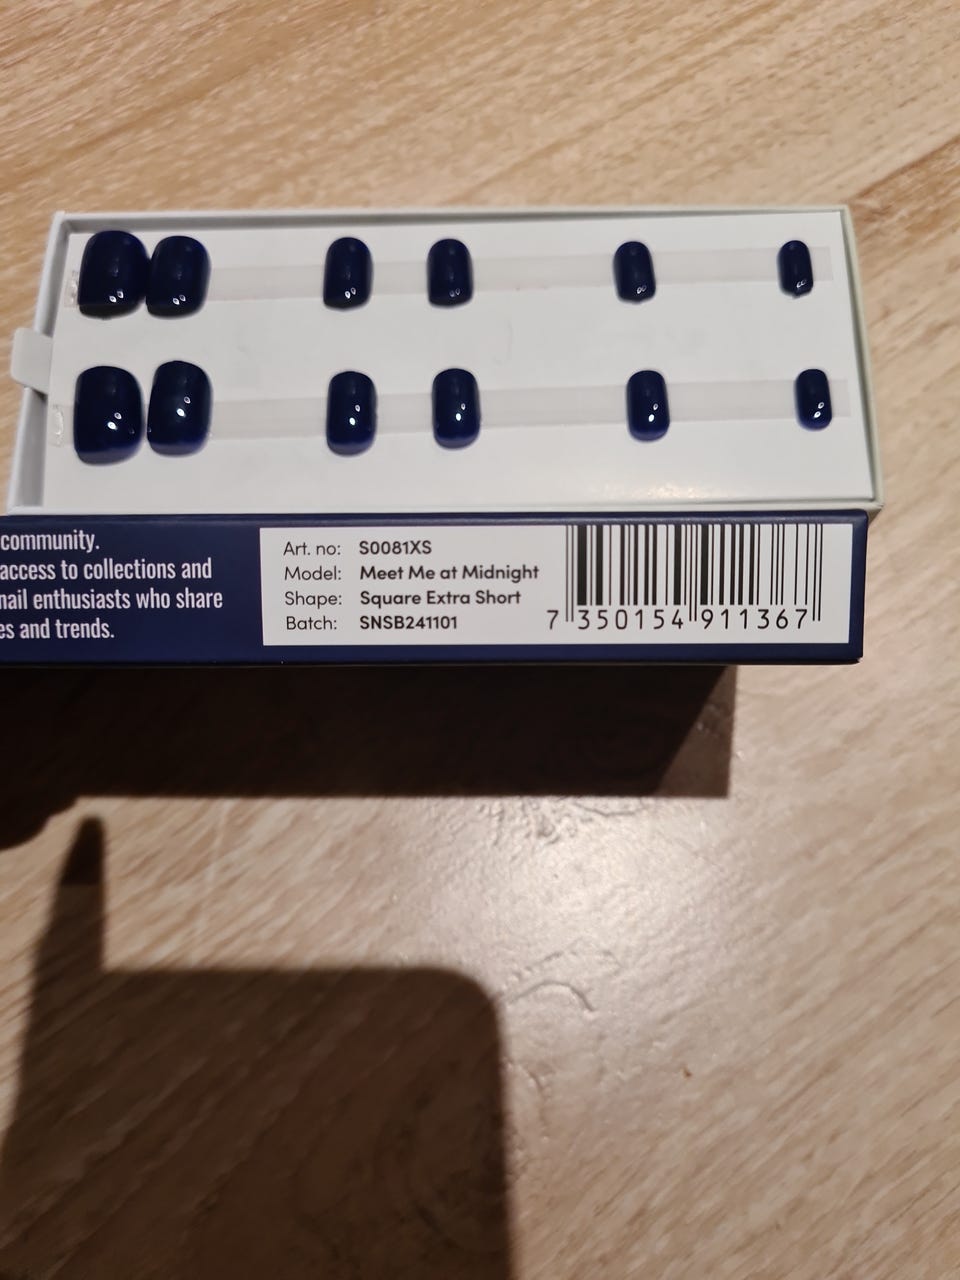 community.
access to collections and
nail enthusiasts who share
es and trends.
Art. no: S0081XS
Model: Meet Me at Midnight
Shape: Square Extra Short
Batch: SNSB241101
7 350154 911367